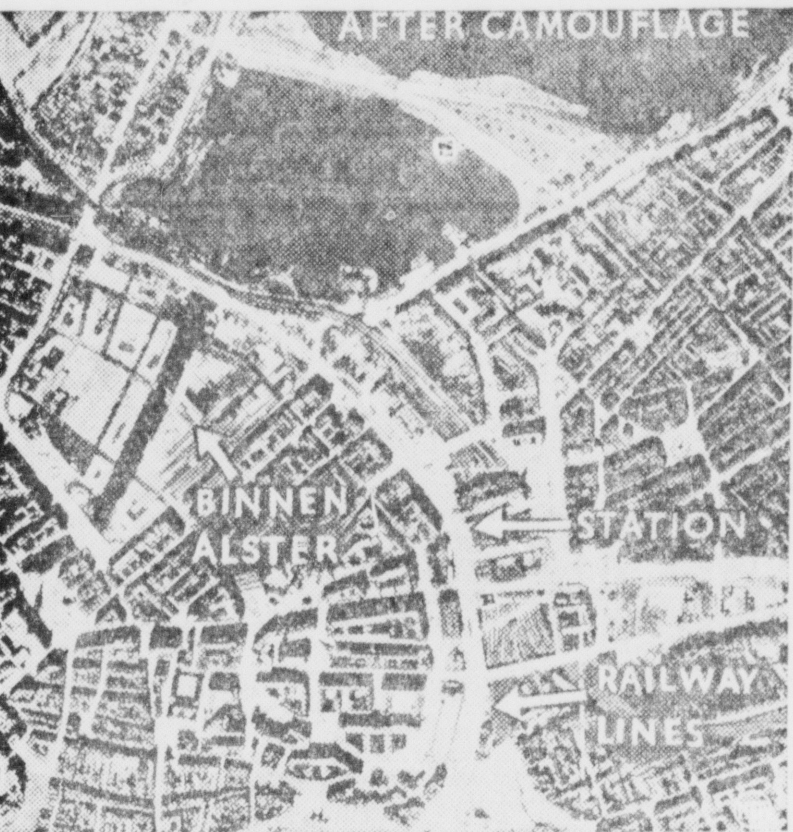 AFTER CAMOUFLAGE
BINNEN
ALSTER
STATION
RAILWAY
LINES